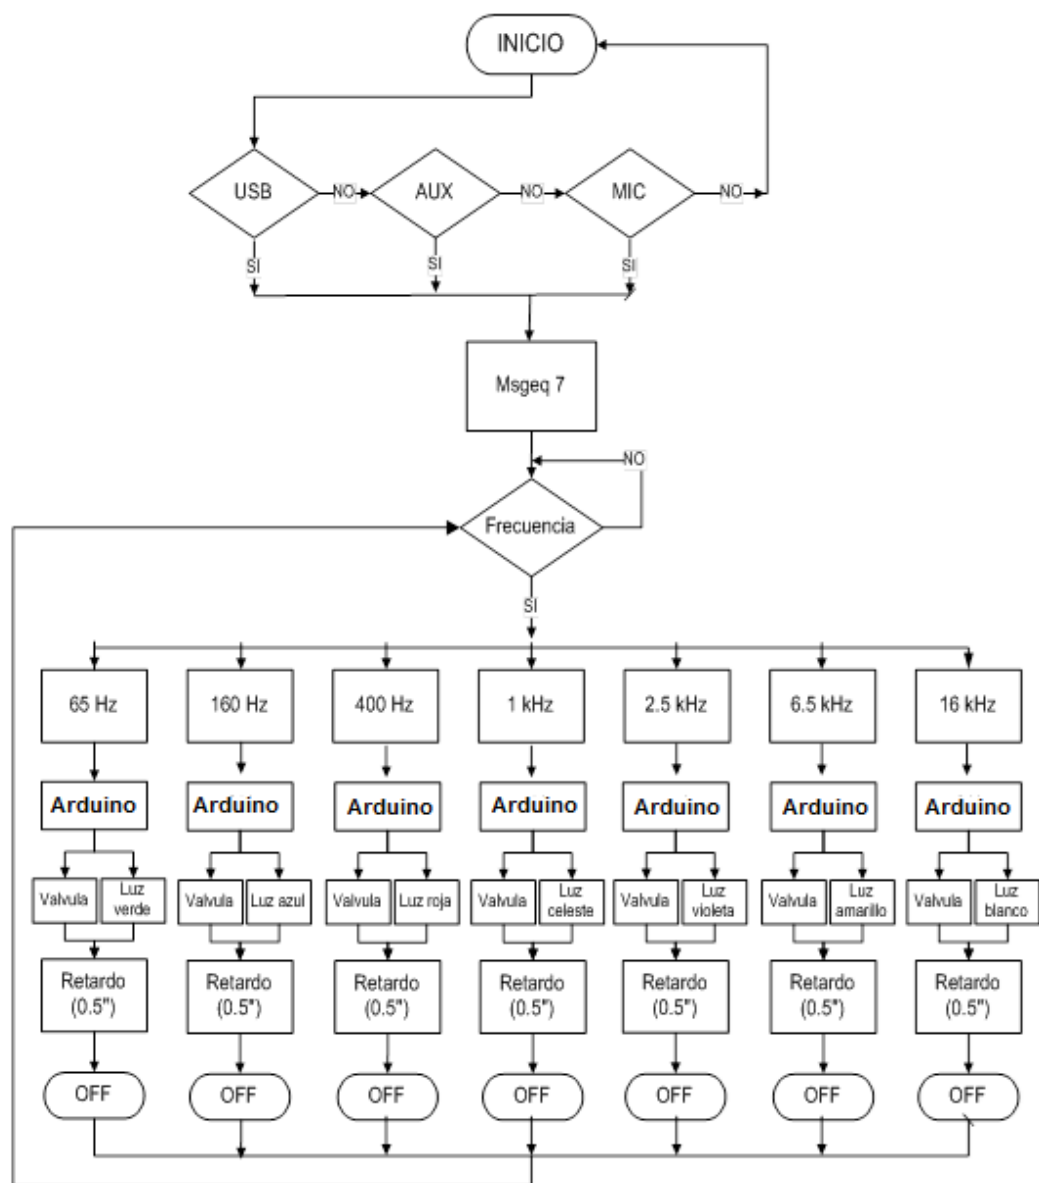 INICIO
USB
NO
AUX
NO
MIC
NO
SI
SI
SI
Msgeq 7
NO
Frecuencia
SI
65 Hz
160 Hz
400 Hz
1 kHz
2.5 kHz
6.5 kHz
16 kHz
Arduino
Arduino
Arduino
Arduino
Arduino
Arduino
Arduino
Valvula
Luz
verde
Valvula
Luz azul
Valvula
Luz roja
Valvula
Luz
celeste
Valvula
Luz
violeta
Valvula
Luz
amarillo
Valvula
Luz
blanco
Retardo
(0.5")
Retardo
(0.5")
Retardo
(0.5")
Retardo
(0.5")
Retardo
(0.5")
Retardo
(0.5")
Retardo
(0.5")
OFF
OFF
OFF
OFF
OFF
OFF
OFF